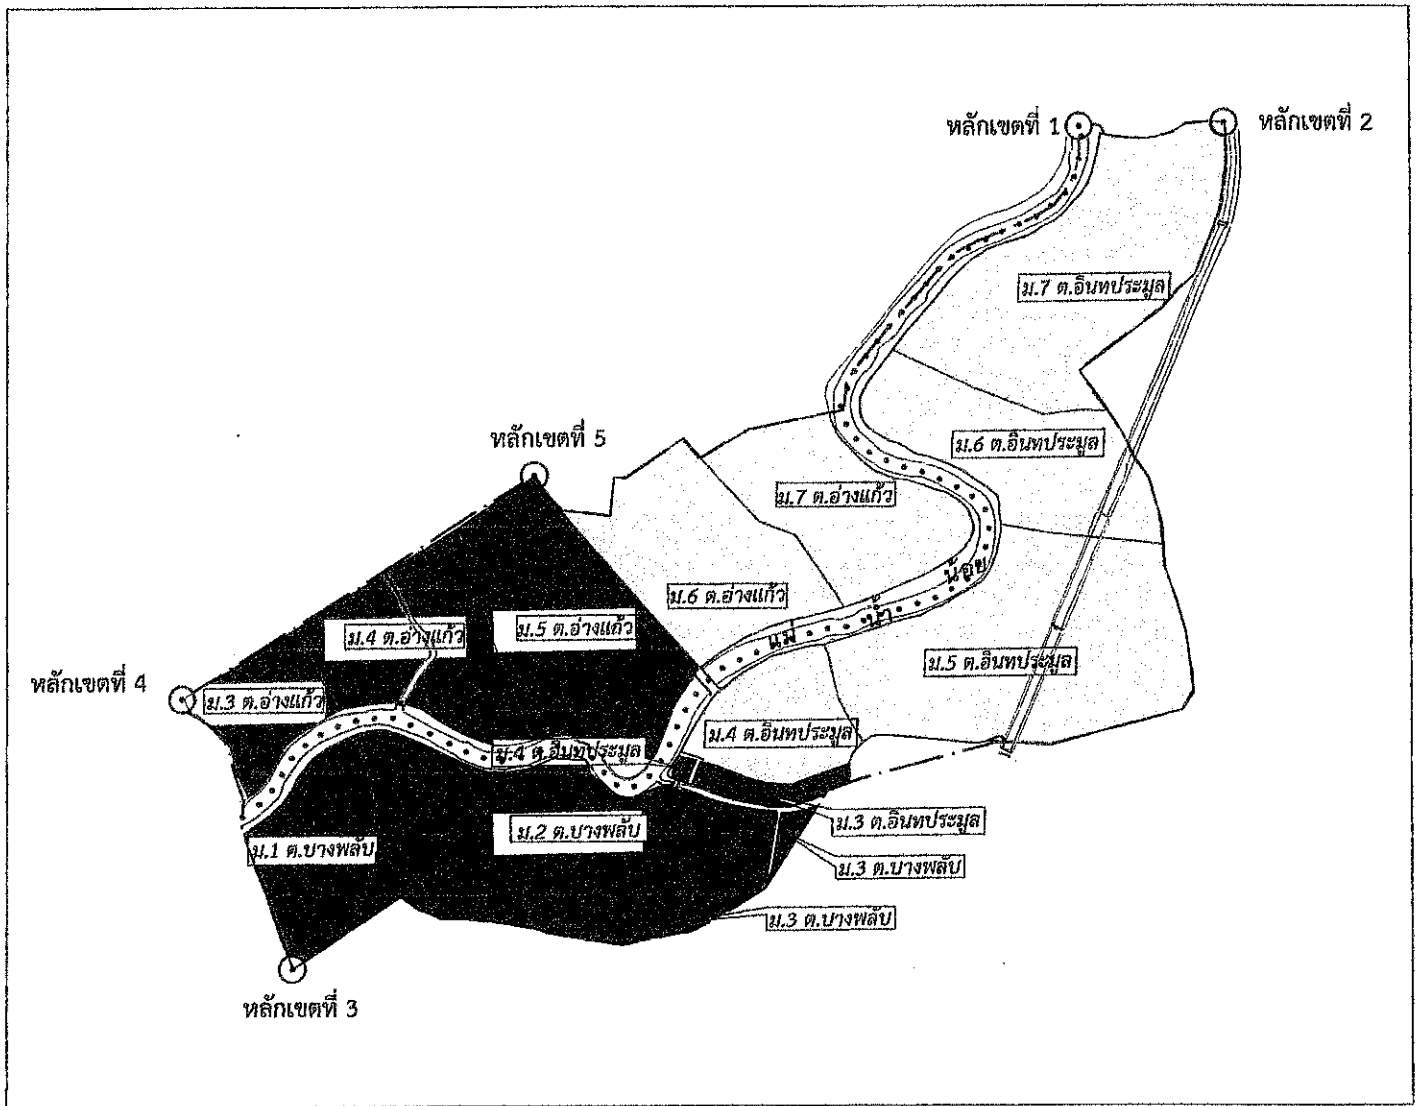 หลักเขตที่ 1
หลักเขตที่ 2
ม.7 ต.อินทประมูล
หลักเขตที่ 5
ม.6 ต.อินทประมูล
ม.7 ต.อ่างแก้ว
น้อย
ม.6 ต.อ่างแก้ว
น้ำ
แม่
ม.4 ต.อ่างแก้ว
ม.5 ต.อ่างแก้ว
ม.5 ต.อินทประมูล
หลักเขตที่ 4
ม.3 ต.อ่างแก้ว
ม.4 ต.อินทประมูล
ม.4 ต.อินทประมูล
ม.2 ต.บางพลับ
ม.3 ต.อินทประมูล
ม.1 ต.บางพลับ
ม.3 ต.บางพลับ
ม.3 ต.บางพลับ
หลักเขตที่ 3